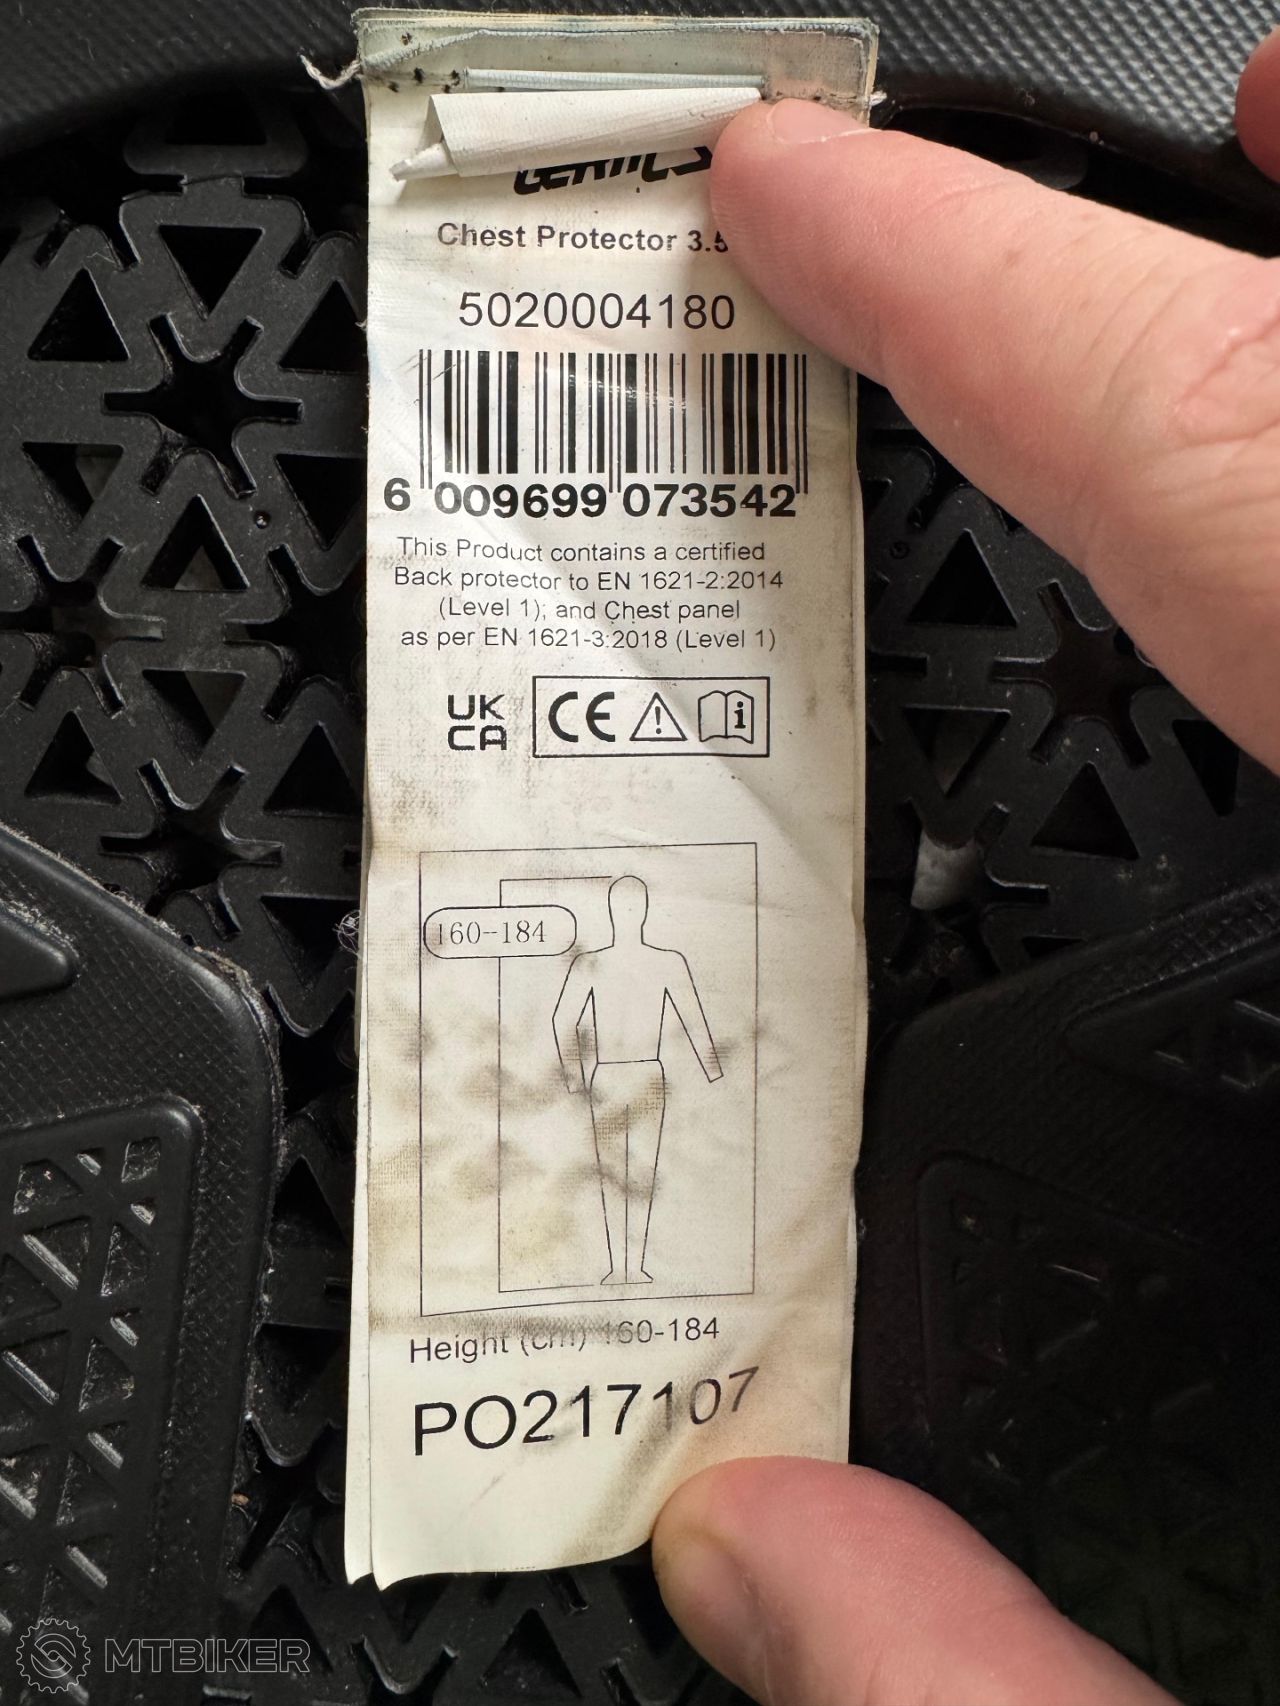 Chest Protector 3.5
5020004180
6 009699 073542
This Product contains a certified
Back protector to EN 1621-2:2014
(Level 1); and Chest panel
as per EN 1621-3:2018 (Level 1)
UK
CA
CE
160-184
Height (cm) 160-184
PO217107
MTBIKER